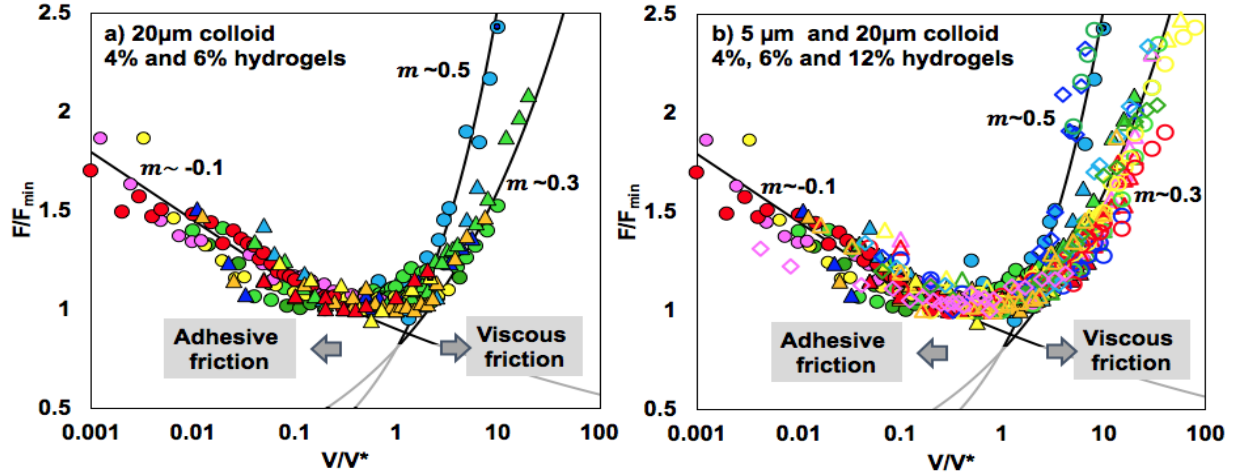 a) 20µm colloid
4% and 6% hydrogels
m ~0.5
m~ -0.1
m ~0.3
Adhesive
friction
Viscous
friction
2.5
2
1.5
1
0.5
F/Fmin
0.001
0.01
0.1
1
10
100
V/V*
b) 5 µm and 20µm colloid
4%, 6% and 12% hydrogels
m~0.5
m~-0.1
m~0.3
Adhesive
friction
Viscous
friction
2.5
2
1.5
1
0.5
F/Fmin
0.001
0.01
0.1
1
10
100
V/V*